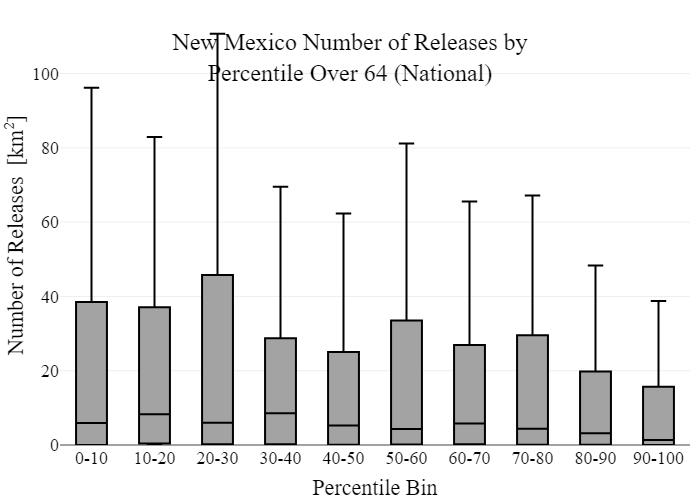 New Mexico Number of Releases by
Percentile Over 64 (National)
Number of Releases [km²]
100
80
60
40
20
0
0-10 10-20 20-30 30-40 40-50 50-60 60-70 70-80 80-90 90-100
Percentile Bin